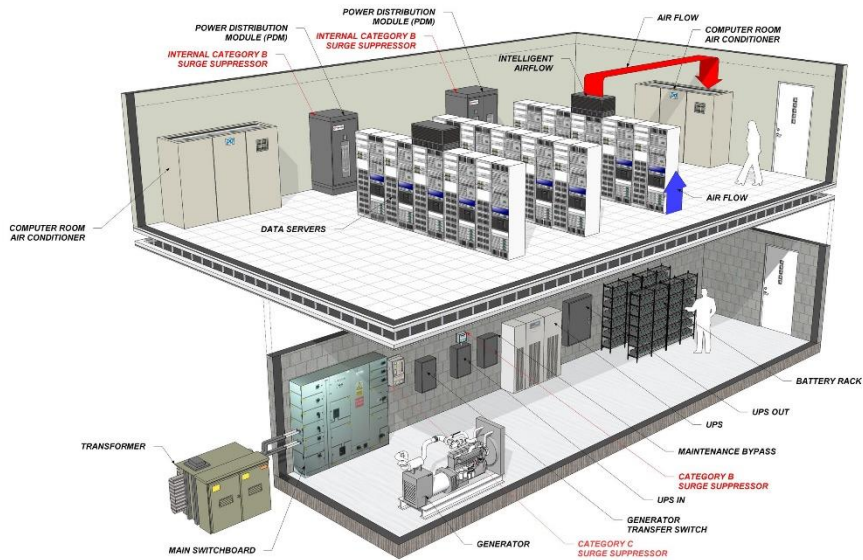 POWER DISTRIBUTION
MODULE (PDM)
INTERNAL CATEGORY B
SURGE SUPPRESSOR
POWER DISTRIBUTION
MODULE (PDM)
INTERNAL CATEGORY B
SURGE SUPPRESSOR
INTELLIGENT
AIRFLOW
AIR FLOW
COMPUTER ROOM
AIR CONDITIONER
COMPUTER ROOM
AIR CONDITIONER
DATA SERVERS
AIR FLOW
TRANSFORMER
MAIN SWITCHBOARD
GENERATOR
CATEGORY C
SURGE SUPPRESSOR
GENERATOR
TRANSFER SWITCH
UPS IN
CATEGORY B
SURGE SUPPRESSOR
MAINTENANCE BYPASS
UPS
UPS OUT
BATTERY RACK